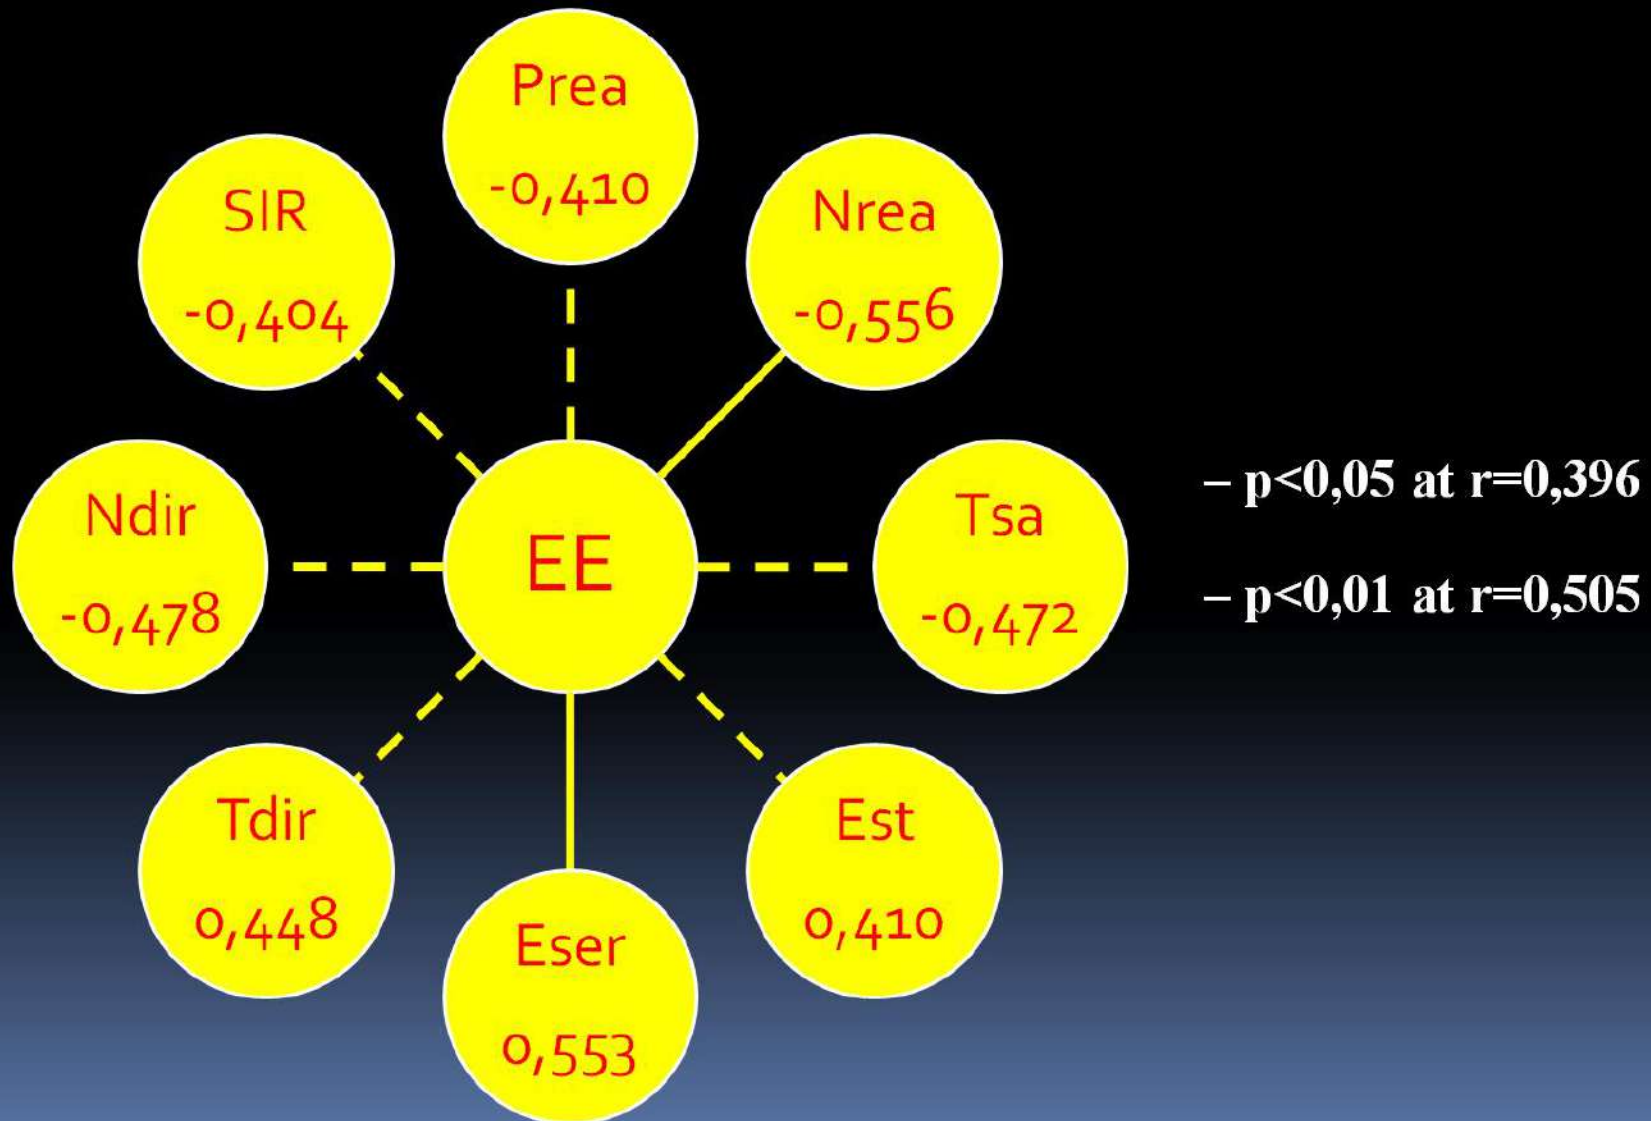 Prea
-0,410
SIR
-0,404
Nrea
-0,556
Ndir
-0,478
EE
Tsa
-0,472
– p<0,05 at r=0,396
– p<0,01 at r=0,505
Tdir
0,448
Est
0,410
Eser
0,553